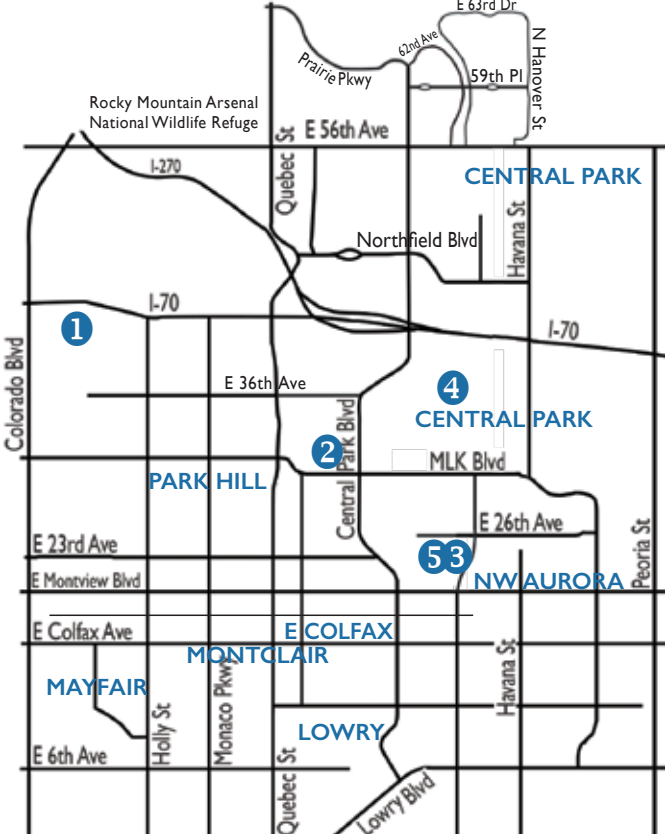 E 63rd Dr
62nd Ave
N Hanover St
Prairie Pkwy
59th Pl
Rocky Mountain Arsenal
National Wildlife Refuge
Quebec St
E 56th Ave
I-270
CENTRAL PARK
Havana St
Northfield Blvd
I-70
I-70
1
Colorado Blvd
E 36th Ave
4
CENTRAL PARK
Central Park Blvd
2
MLK Blvd
PARK HILL
E 26th Ave
Peoria St
E 23rd Ave
5
3
E Montview Blvd
NW AURORA
E Colfax Ave
E COLFAX
MONTCLAIR
Havana St
MAYFAIR
Holly St
Monaco Pkwy
LOWRY
E 6th Ave
Quebec St
Lowry Blvd